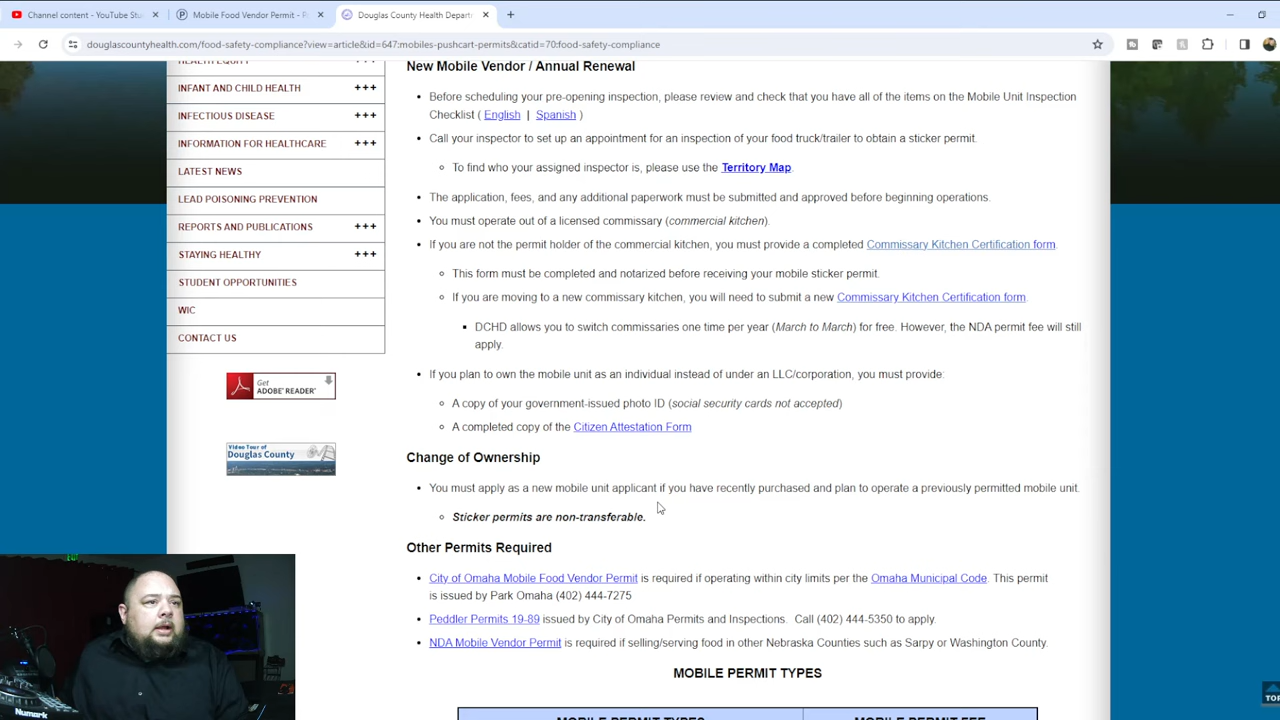 Channel content - YouTube Stu
Mobile Food Vendor Permit - P
Douglas County Health Depart
douglascountyhealth.com/food-safety-compliance?view=article&id=647:mobiles-pushcart-permits&catid=70:food-safety-compliance
HEALTH EQUITY
INFANT AND CHILD HEALTH +++
INFECTIOUS DISEASE +++
INFORMATION FOR HEALTHCARE +++
LATEST NEWS
LEAD POISONING PREVENTION
REPORTS AND PUBLICATIONS +++
STAYING HEALTHY +++
STUDENT OPPORTUNITIES
WIC
CONTACT US
Get
ADOBE® READER®
Video Tour of
Douglas County
New Mobile Vendor / Annual Renewal
Before scheduling your pre-opening inspection, please review and check that you have all of the items on the Mobile Unit Inspection
Checklist ( English | Spanish )
Call your inspector to set up an appointment for an inspection of your food truck/trailer to obtain a sticker permit.
To find who your assigned inspector is, please use the Territory Map.
The application, fees, and any additional paperwork must be submitted and approved before beginning operations.
You must operate out of a licensed commissary (commercial kitchen).
If you are not the permit holder of the commercial kitchen, you must provide a completed Commissary Kitchen Certification form.
This form must be completed and notarized before receiving your mobile sticker permit.
If you are moving to a new commissary kitchen, you will need to submit a new Commissary Kitchen Certification form.
DCHD allows you to switch commissaries one time per year (March to March) for free. However, the NDA permit fee will still
apply.
If you plan to own the mobile unit as an individual instead of under an LLC/corporation, you must provide:
A copy of your government-issued photo ID (social security cards not accepted)
A completed copy of the Citizen Attestation Form
Change of Ownership
You must apply as a new mobile unit applicant if you have recently purchased and plan to operate a previously permitted mobile unit.
Sticker permits are non-transferable.
Other Permits Required
City of Omaha Mobile Food Vendor Permit is required if operating within city limits per the Omaha Municipal Code. This permit
is issued by Park Omaha (402) 444-7275
Peddler Permits 19-89 issued by City of Omaha Permits and Inspections. Call (402) 444-5350 to apply.
NDA Mobile Vendor Permit is required if selling/serving food in other Nebraska Counties such as Sarpy or Washington County.
MOBILE PERMIT TYPES
MOBILE PERMIT TYPES MOBILE PERMIT FEE
TOP
Numark